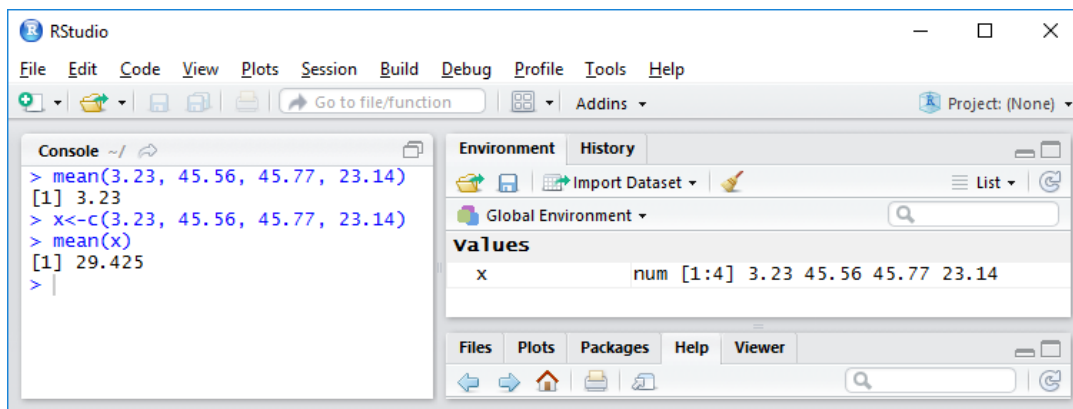 RStudio
File Edit Code View Plots Session Build Debug Profile Tools Help
Go to file/function Addins Project: (None)
Console ~/
> mean(3.23, 45.56, 45.77, 23.14)
[1] 3.23
> x<-c(3.23, 45.56, 45.77, 23.14)
> mean(x)
[1] 29.425
>
Environment History
Import Dataset List
Global Environment
Values
x num [1:4] 3.23 45.56 45.77 23.14
Files Plots Packages Help Viewer